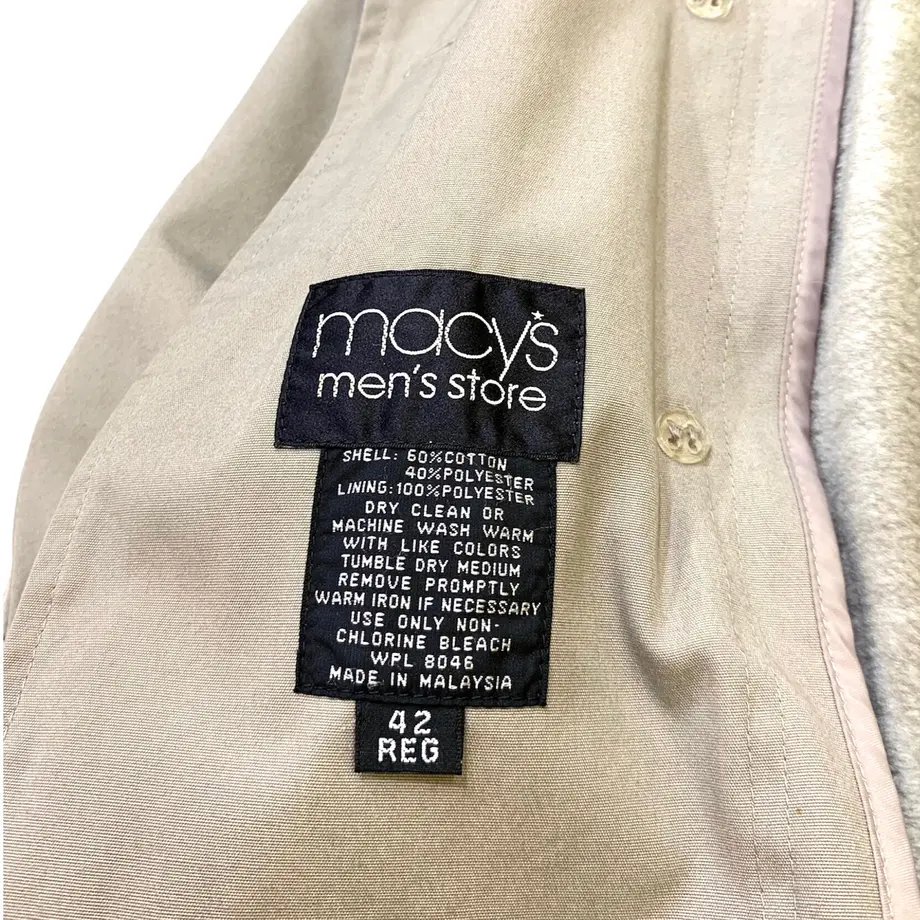 macy's
men's store
SHELL: 60%COTTON
40%POLYESTER
LINING:100%POLYESTER
DRY CLEAN OR
MACHINE WASH WARM
WITH LIKE COLORS
TUMBLE DRY MEDIUM
REMOVE PROMPTLY
WARM IRON IF NECESSARY
USE ONLY NON-
CHLORINE BLEACH
WPL 8046
MADE IN MALAYSIA
42
REG